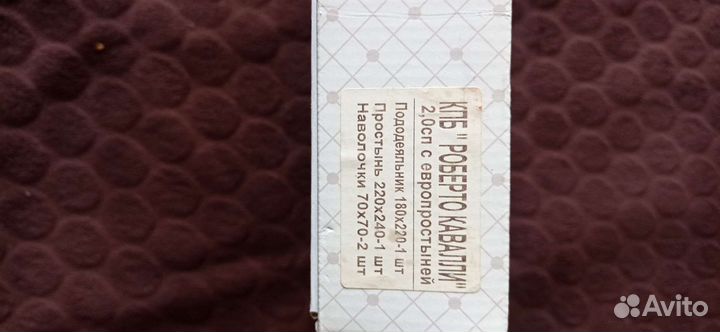 КПБ " РОБЕРТО КАВАЛЛИ"
2,0сп с европростыней
Пододеяльник 180х220-1 шт
Простынь 220х240-1 шт
Наволочки 70х70-2 шт
Avito